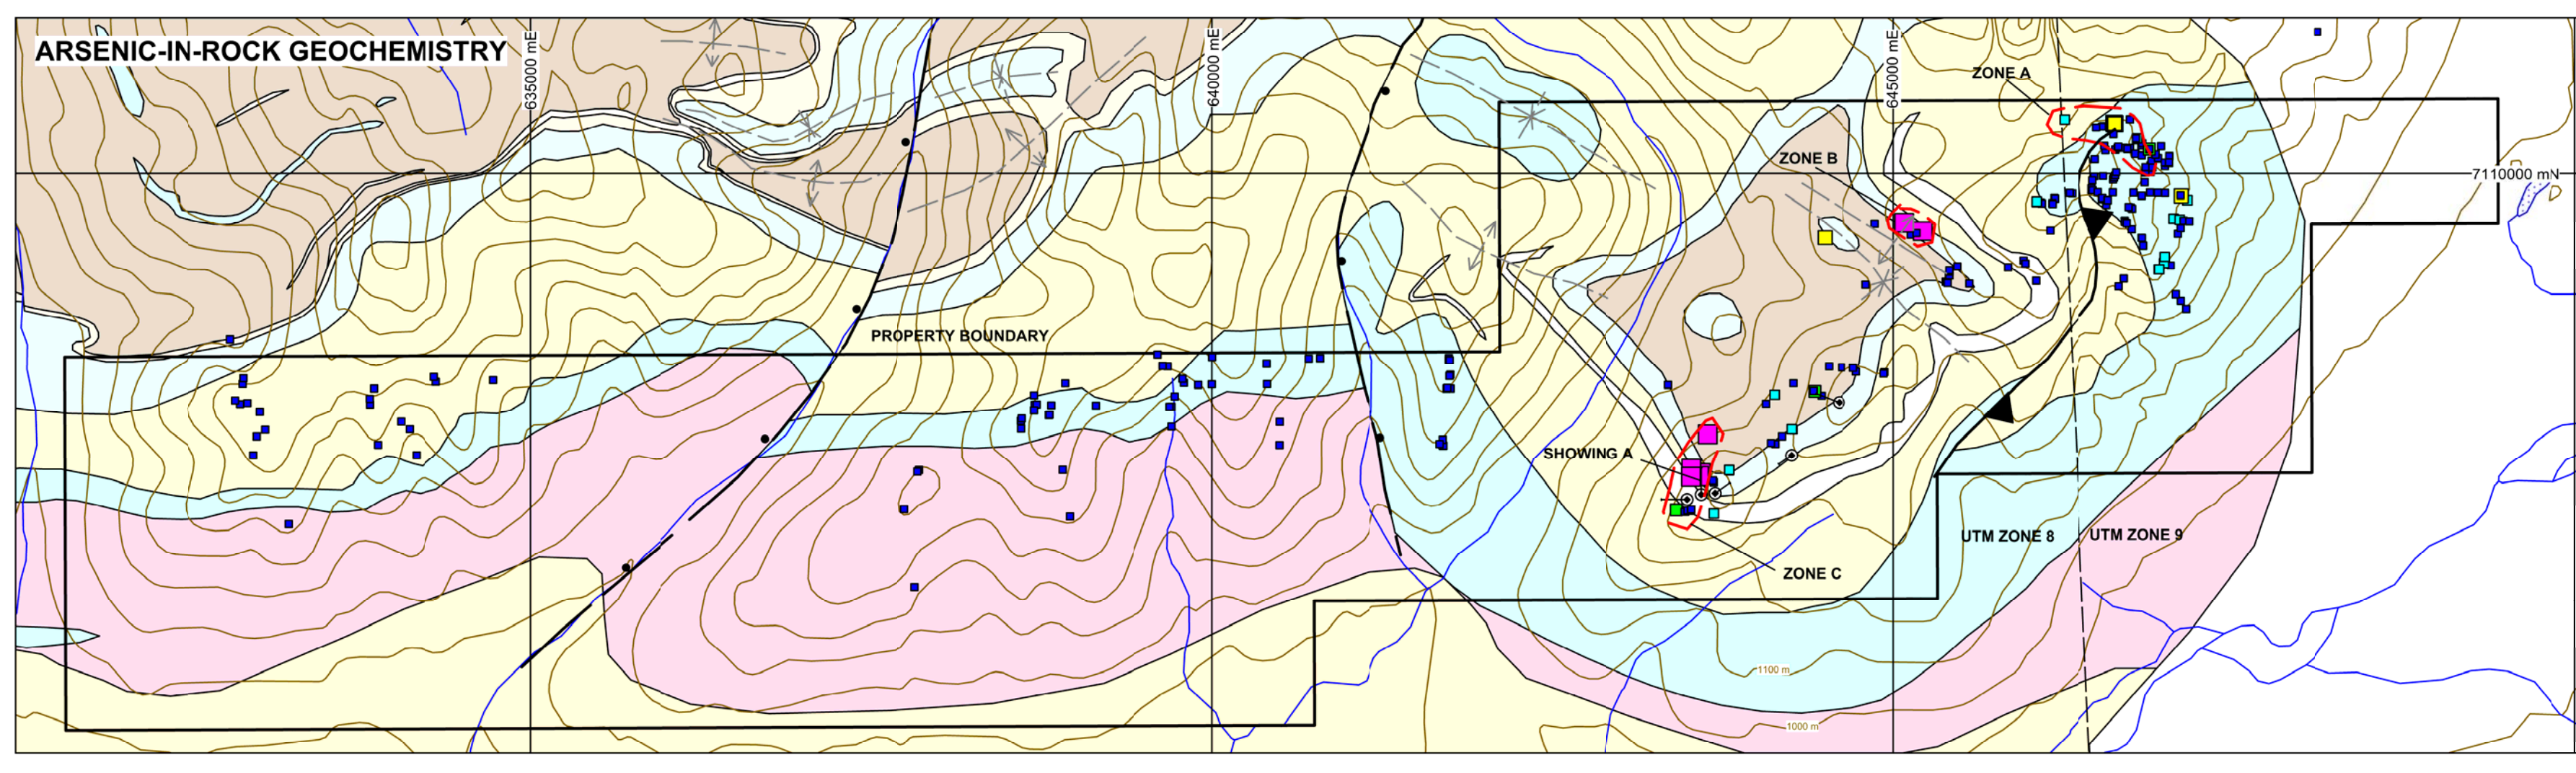 ARSENIC-IN-ROCK GEOCHEMISTRY
635000 mE
640000 mE
645000 mE
ZONE A
ZONE B
7110000 mN
PROPERTY BOUNDARY
SHOWING A
UTM ZONE 8
UTM ZONE 9
ZONE C
1100 m
1000 m